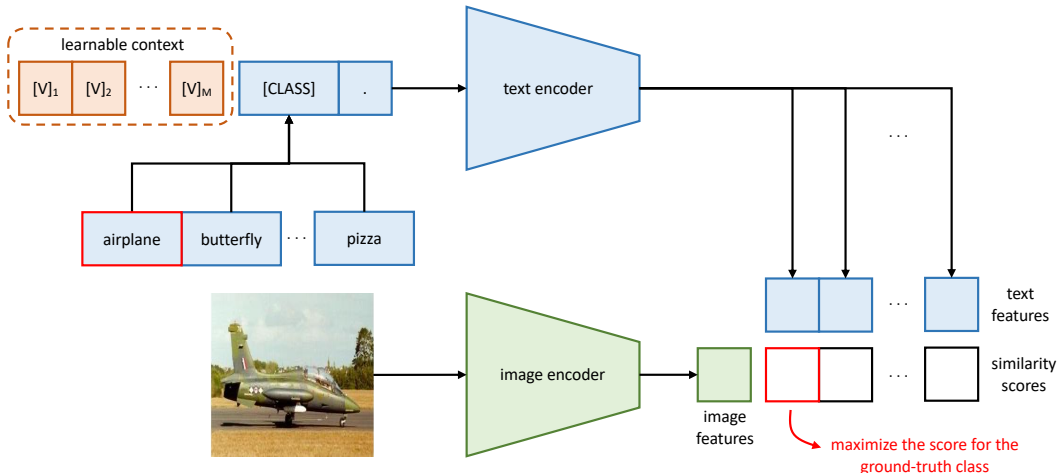 learnable context
[V]1 [V]2 ... [V]M [CLASS] .
text encoder
...
airplane butterfly ... pizza
text
features
...
image encoder
similarity
scores
...
image
features
maximize the score for the
ground-truth class